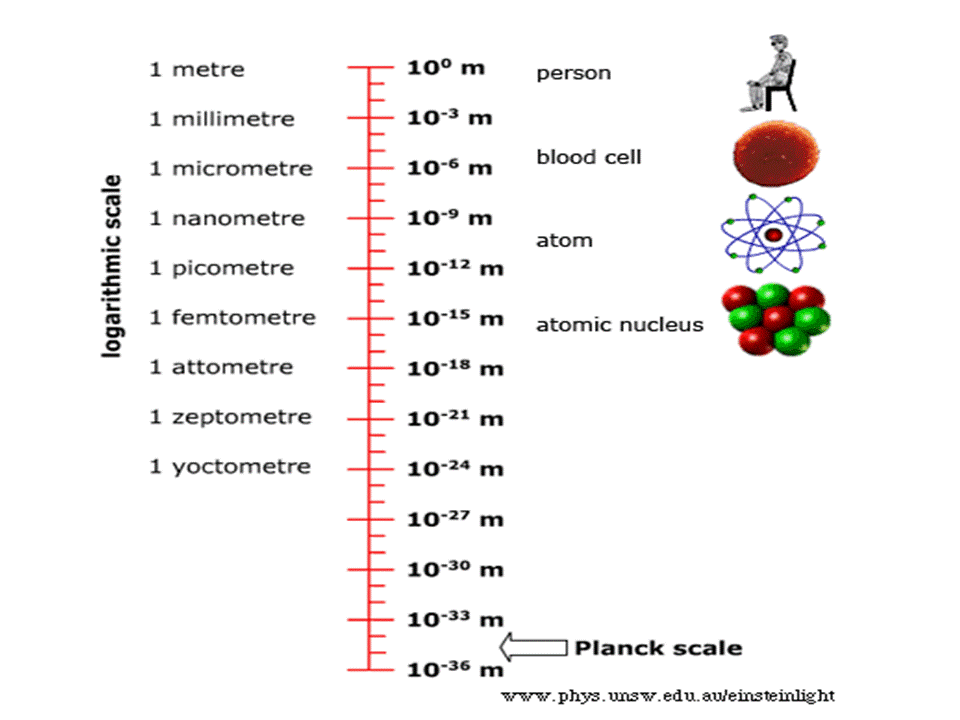 1 metre 10⁰ m person
1 millimetre 10⁻³ m
blood cell
1 micrometre 10⁻⁶ m
1 nanometre 10⁻⁹ m
atom
1 picometre 10⁻¹² m
1 femtometre 10⁻¹⁵ m atomic nucleus
1 attometre 10⁻¹⁸ m
1 zeptometre 10⁻²¹ m
1 yoctometre 10⁻²⁴ m
10⁻²⁷ m
10⁻³⁰ m
10⁻³³ m
Planck scale
10⁻³⁶ m
logarithmic scale
www.phys.unsw.edu.au/einsteinlight